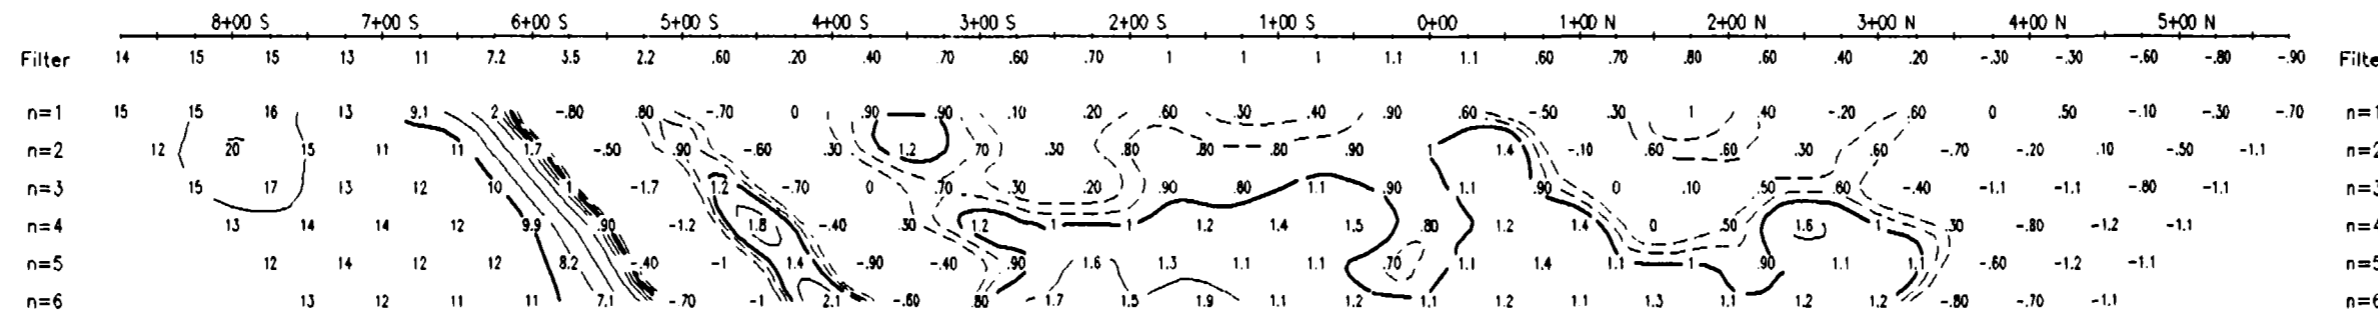 8+00 S 7+00 S 6+00 S 5+00 S 4+00 S 3+00 S 2+00 S 1+00 S 0+00 1+00 N 2+00 N 3+00 N 4+00 N 5+00 N
Filter 14 15 15 13 11 7.2 3.5 2.2 .60 .20 .40 .70 .60 .70 1 1 1 1.1 1.1 .60 .70 .80 .60 .40 .20 -.30 -.30 -.60 -.80 -.90 Filte
n=1 15 15 16 13 9.1 2 -.80 .80 -.70 0 .90 .90 .10 .20 .60 .30 .40 .90 .60 -.50 .30 1 .40 -.20 .60 0 .50 -.10 -.30 -.70 n=1
n=2 12 20 15 11 11 1.7 -.50 .90 -.60 .30 1.2 .70 .30 .80 .80 .80 .90 1 1.4 -.10 .60 .60 .30 .60 -.70 -.20 .10 -.50 -1.1 n=2
n=3 15 17 13 12 10 1 -1.7 1.2 -.70 0 .70 .30 .20 .90 .80 1.1 .90 1.1 .90 0 .10 .50 .60 -.40 -1.1 -1.1 -.80 -1.1 n=3
n=4 13 14 14 12 9.9 .90 -1.2 1.8 -.40 .30 1.2 1 1 1.2 1.4 1.5 .80 1.2 1.4 0 .50 1.6 1 .30 -.80 -1.2 -1.1 n=4
n=5 12 14 12 12 8.2 -.40 -1 1.4 -.90 -.40 .90 1.6 1.3 1.1 1.1 .70 1.1 1.4 1.1 1 .90 1.1 1.1 -.60 -1.2 -1.1 n=5
n=6 13 12 11 11 7.1 -.70 -1 2.1 -.60 .80 1.7 1.5 1.9 1.1 1.2 1.1 1.2 1.1 1.3 1.1 1.2 1.2 -.80 -.70 -1.1 n=6